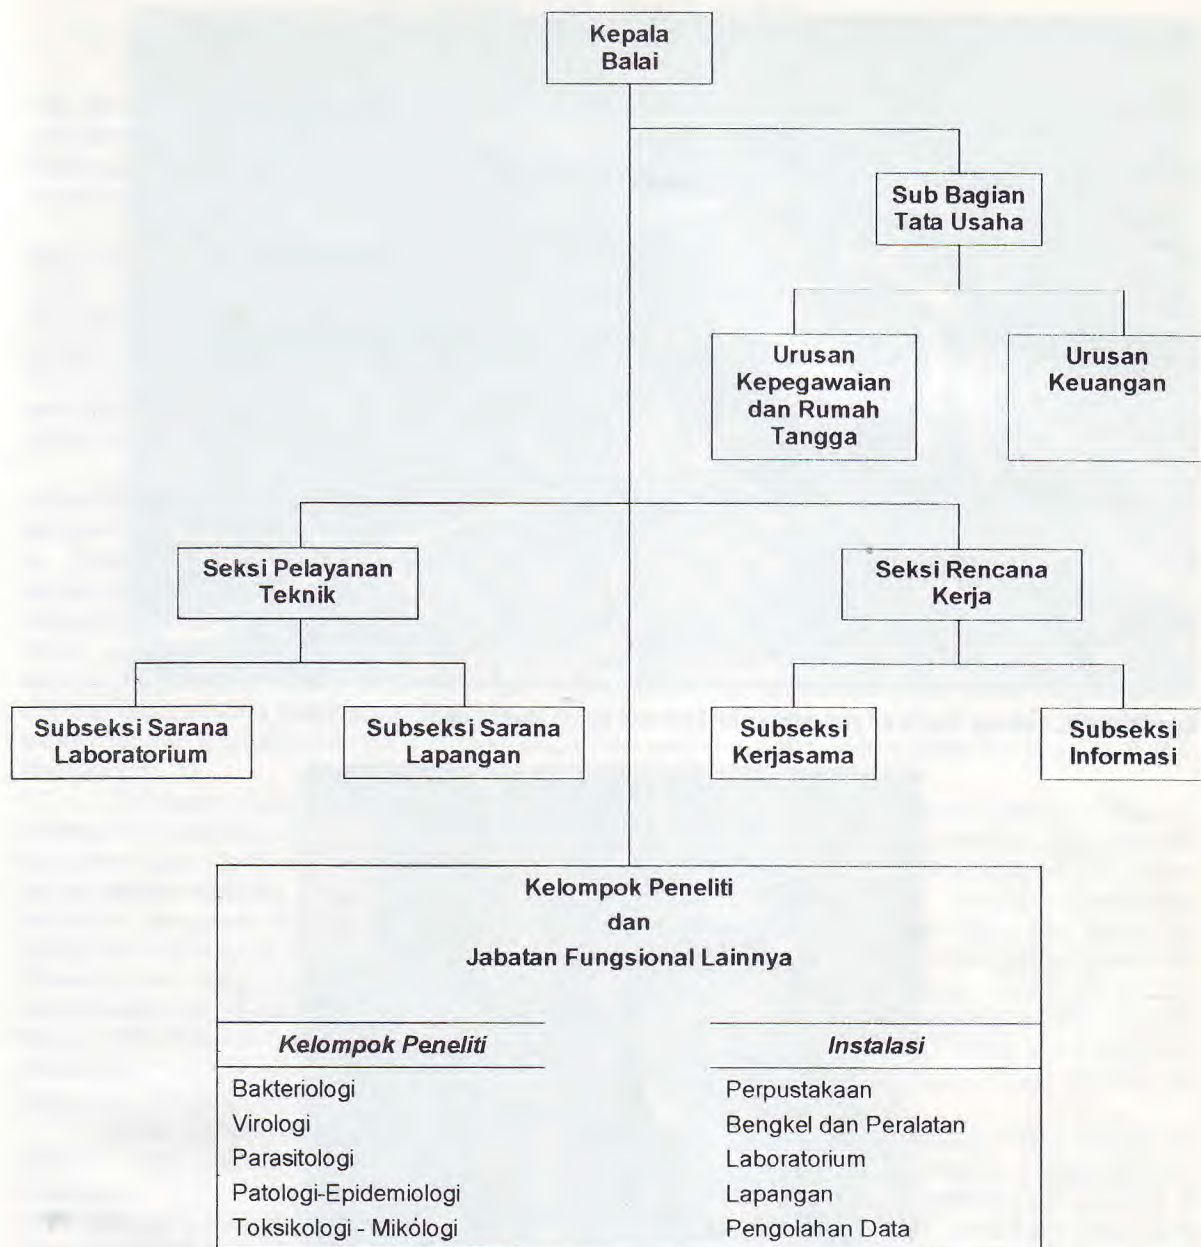 Kepala
Balai
Sub Bagian
Tata Usaha
Urusan
Kepegawaian
dan Rumah
Tangga
Urusan
Keuangan
Seksi Pelayanan
Teknik
Seksi Rencana
Kerja
Subseksi Sarana
Laboratorium
Subseksi Sarana
Lapangan
Subseksi
Kerjasama
Subseksi
Informasi
Kelompok Peneliti
dan
Jabatan Fungsional Lainnya
Kelompok Peneliti
Bakteriologi
Virologi
Parasitologi
Patologi-Epidemiologi
Toksikologi - Mikólogi
Instalasi
Perpustakaan
Bengkel dan Peralatan
Laboratorium
Lapangan
Pengolahan Data